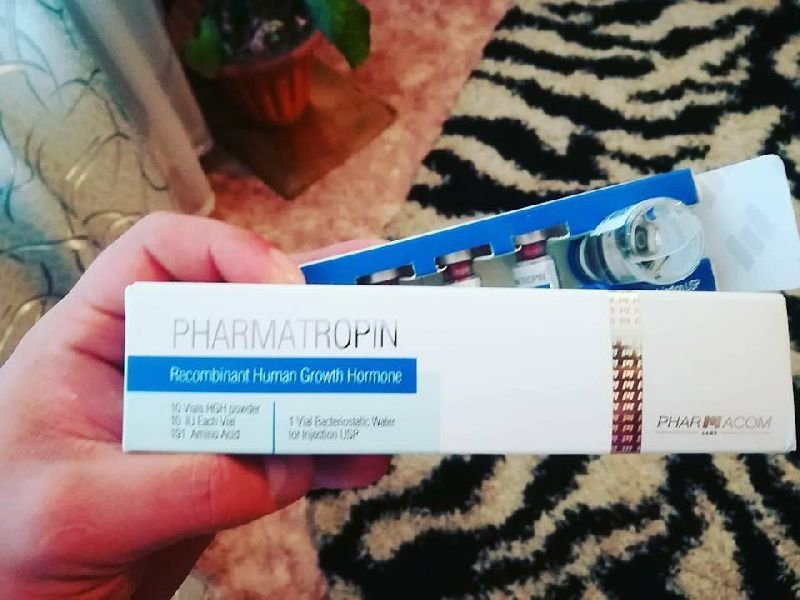 PHARMATROPIN
Recombinant Human Growth Hormone
10 Vials HGH powder
10 IU Each Vial
191 Amino Acid
1 Vial Bacteriostatic Water
for Injection USP
PHARMACOM
LABS